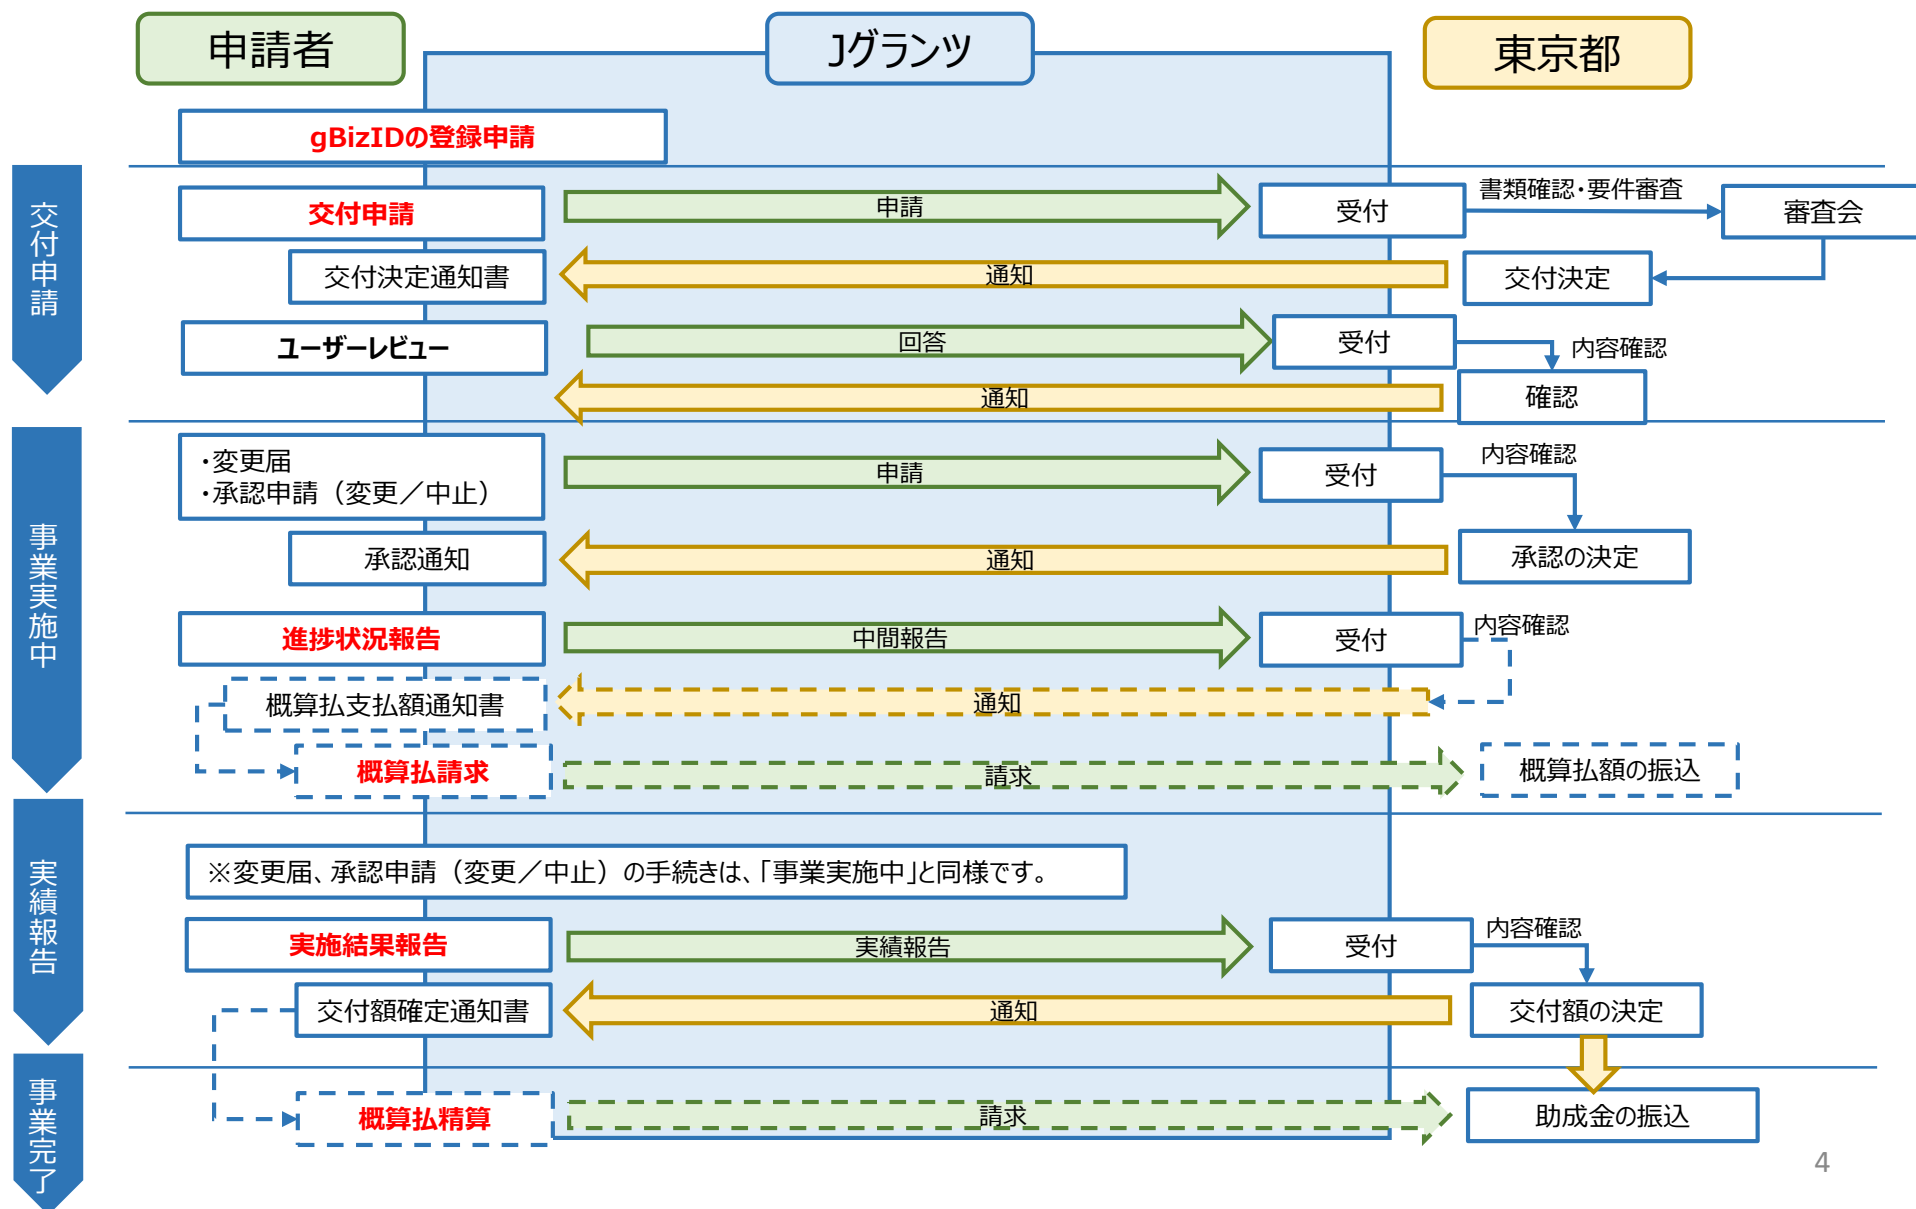 申請者
Jグランツ
東京都
gBizIDの登録申請
交付申請
交付申請
申請
受付
書類確認・要件審査
審査会
交付決定通知書
通知
交付決定
ユーザーレビュー
回答
受付
内容確認
通知
確認
事業実施中
・変更届
・承認申請（変更／中止）
申請
受付
内容確認
承認通知
通知
承認の決定
進捗状況報告
中間報告
受付
内容確認
概算払支払額通知書
通知
概算払請求
請求
概算払額の振込
実績報告
※変更届、承認申請（変更／中止）の手続きは、「事業実施中」と同様です。
実施結果報告
実績報告
受付
内容確認
交付額確定通知書
通知
交付額の決定
事業完了
概算払精算
請求
助成金の振込
4